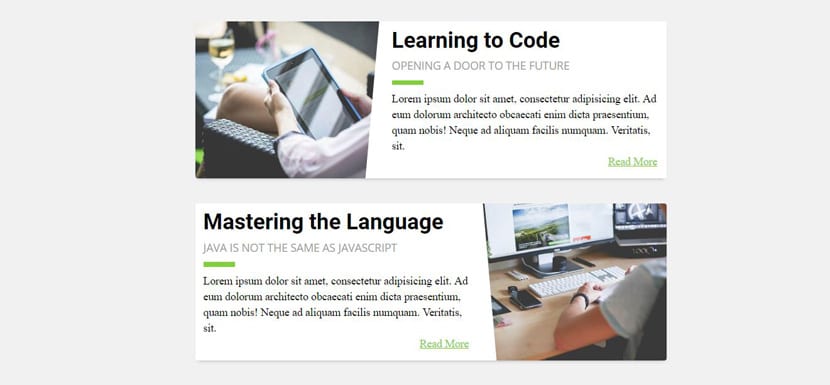 Learning to Code
OPENING A DOOR TO THE FUTURE
Lorem ipsum dolor sit amet, consectetur adipisicing elit. Ad
eum dolorum architecto obcaecati enim dicta praesentium,
quam nobis! Neque ad aliquam facilis numquam. Veritatis,
sit.
Read More
Mastering the Language
JAVA IS NOT THE SAME AS JAVASCRIPT
Lorem ipsum dolor sit amet, consectetur adipisicing elit. Ad
eum dolorum architecto obcaecati enim dicta praesentium,
quam nobis! Neque ad aliquam facilis numquam. Veritatis,
sit.
Read More